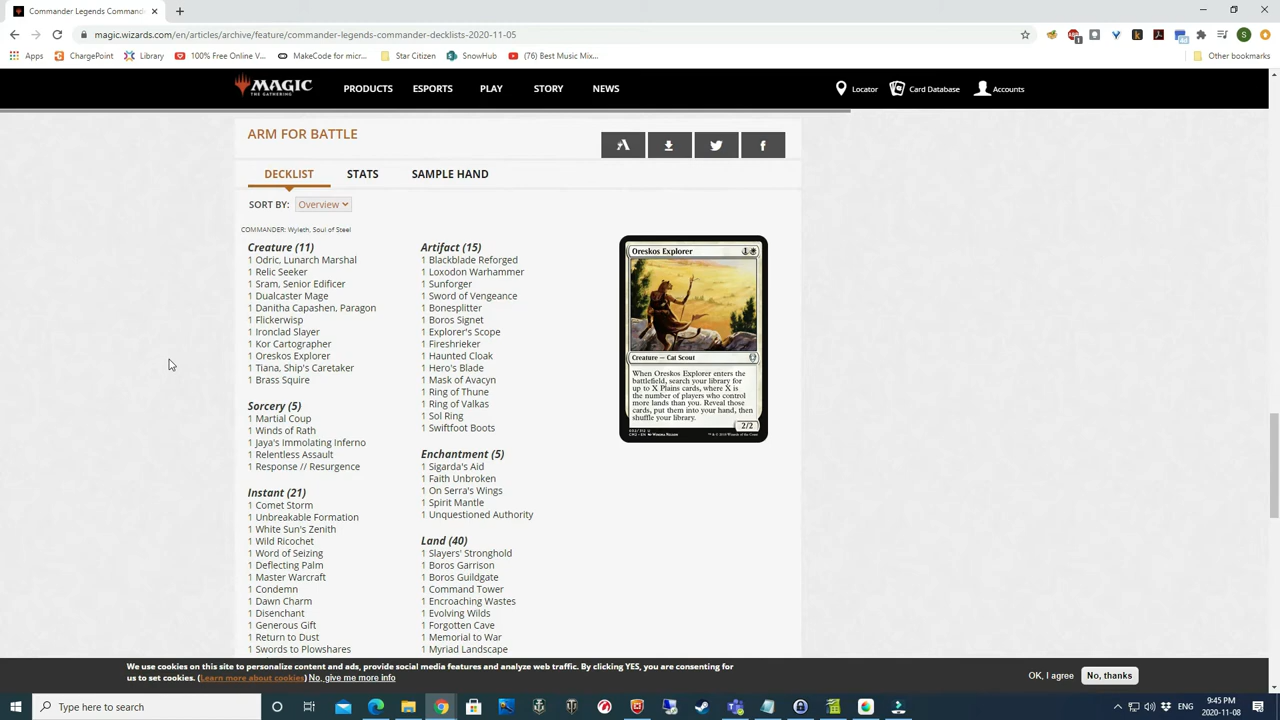 Commander Legends Command
magic.wizards.com/en/articles/archive/feature/commander-legends-commander-decklists-2020-11-05
Apps ChargePoint Library 100% Free Online V... MakeCode for micr... Star Citizen SnowHub (76) [Best Music Mix... Other bookmarks
MAGIC
THE GATHERING
PRODUCTS ESPORTS PLAY STORY NEWS Locator Card Database Accounts
ARM FOR BATTLE
DECKLIST STATS SAMPLE HAND
SORT BY: Overview
COMMANDER: Wyleth, Soul of Steel
Creature (11)
1 Odric, Lunarch Marshal
1 Relic Seeker
1 Sram, Senior Edificer
1 Dualcaster Mage
1 Danitha Capashen, Paragon
1 Flickerwisp
1 Ironclad Slayer
1 Kor Cartographer
1 Oreskos Explorer
1 Tiana, Ship's Caretaker
1 Brass Squire
Sorcery (5)
1 Martial Coup
1 Winds of Rath
1 Jaya's Immolating Inferno
1 Relentless Assault
1 Response // Resurgence
Instant (21)
1 Comet Storm
1 Unbreakable Formation
1 White Sun's Zenith
1 Wild Ricochet
1 Word of Seizing
1 Deflecting Palm
1 Master Warcraft
1 Condemn
1 Dawn Charm
1 Disenchant
1 Generous Gift
1 Return to Dust
1 Swords to Plowshares
Artifact (15)
1 Blackblade Reforged
1 Loxodon Warhammer
1 Sunforger
1 Sword of Vengeance
1 Bonesplitter
1 Boros Signet
1 Explorer's Scope
1 Fireshrieker
1 Haunted Cloak
1 Hero's Blade
1 Mask of Avacyn
1 Ring of Thune
1 Ring of Valkas
1 Sol Ring
1 Swiftfoot Boots
Enchantment (5)
1 Sigarda's Aid
1 Faith Unbroken
1 On Serra's Wings
1 Spirit Mantle
1 Unquestioned Authority
Land (40)
1 Slayers' Stronghold
1 Boros Garrison
1 Boros Guildgate
1 Command Tower
1 Encroaching Wastes
1 Evolving Wilds
1 Forgotten Cave
1 Memorial to War
1 Myriad Landscape
Oreskos Explorer 1
Creature — Cat Scout
When Oreskos Explorer enters the
battlefield, search your library for
up to X Plains cards, where X is
the number of players who control
more lands than you. Reveal those
cards, put them into your hand, then
shuffle your library.
2/2
We use cookies on this site to personalize content and ads, provide social media features and analyze web traffic. By clicking YES, you are consenting for
us to set cookies. (Learn more about cookies) No, give me more info
OK, I agree No, thanks
Type here to search
ENG
9:45 PM
2020-11-08